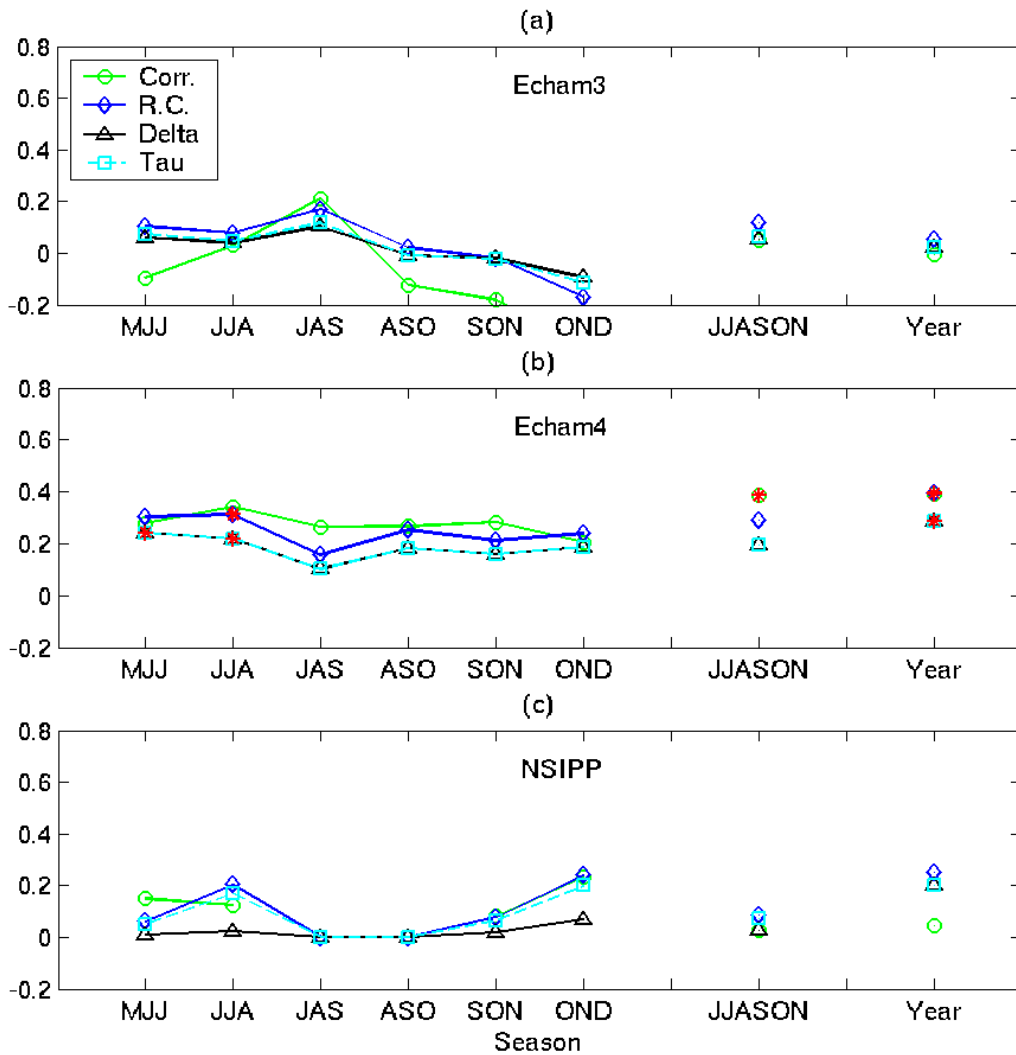 (a)
0.8
0.6
0.4
0.2
0
-0.2
Corr.
R.C.
Delta
Tau
Echam3
MJJ JJA JAS ASO SON OND JJASON Year
(b)
0.8
0.6
0.4
0.2
0
-0.2
Echam4
MJJ JJA JAS ASO SON OND JJASON Year
(c)
0.8
0.6
0.4
0.2
0
-0.2
NSIPP
MJJ JJA JAS ASO SON OND JJASON Year
Season